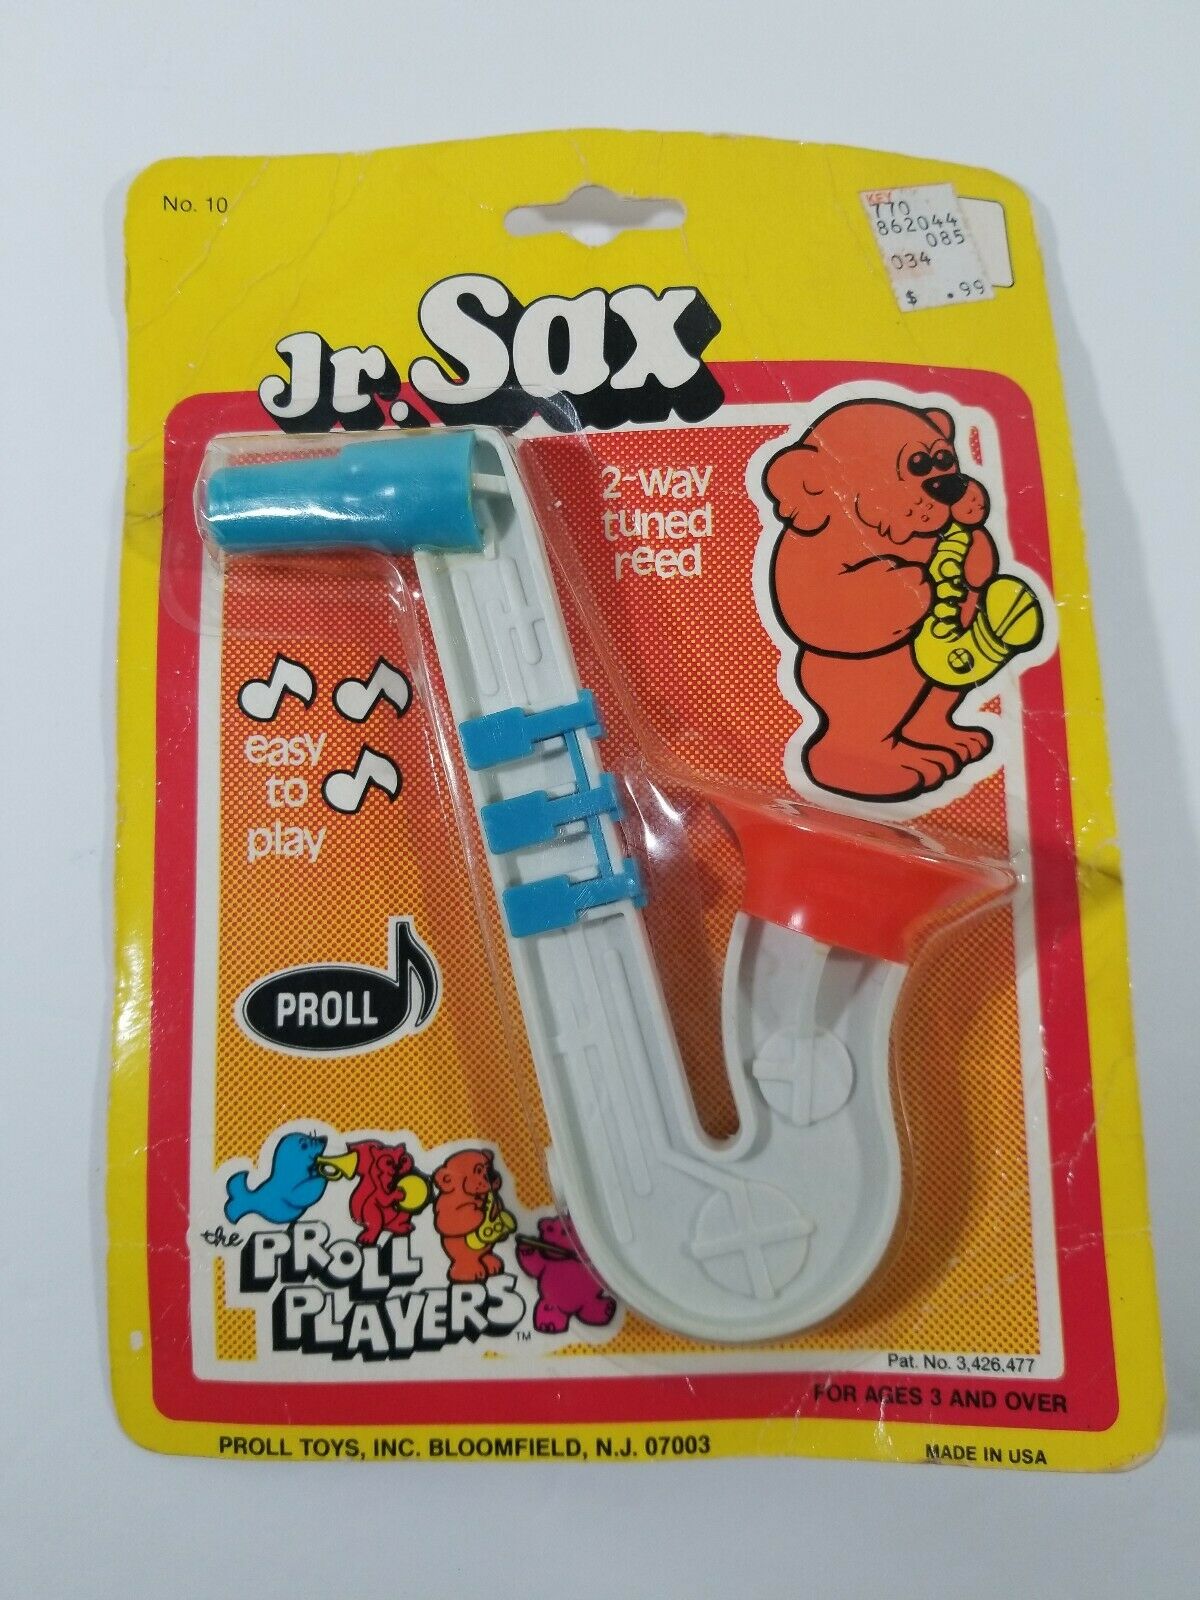 No. 10
KEY
770
862044
085
034
$ .99
Jr. Sax
2-way
tuned
reed
easy
to
play
PROLL
the
PROLL
PLAYERS™
Pat. No. 3,426,477
FOR AGES 3 AND OVER
PROLL TOYS, INC. BLOOMFIELD, N.J. 07003
MADE IN USA